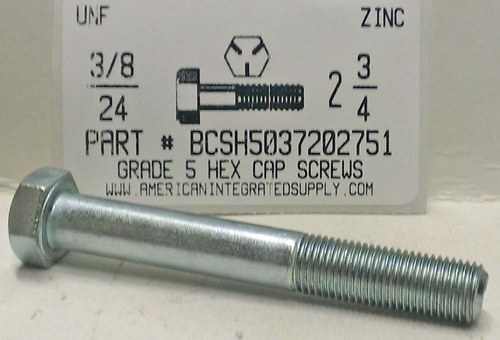 UNF ZINC
3/8
24
2 3/4
PART # BCSH5037202751
GRADE 5 HEX CAP SCREWS
WWW.AMERICANINTEGRATEDSUPPLY.COM